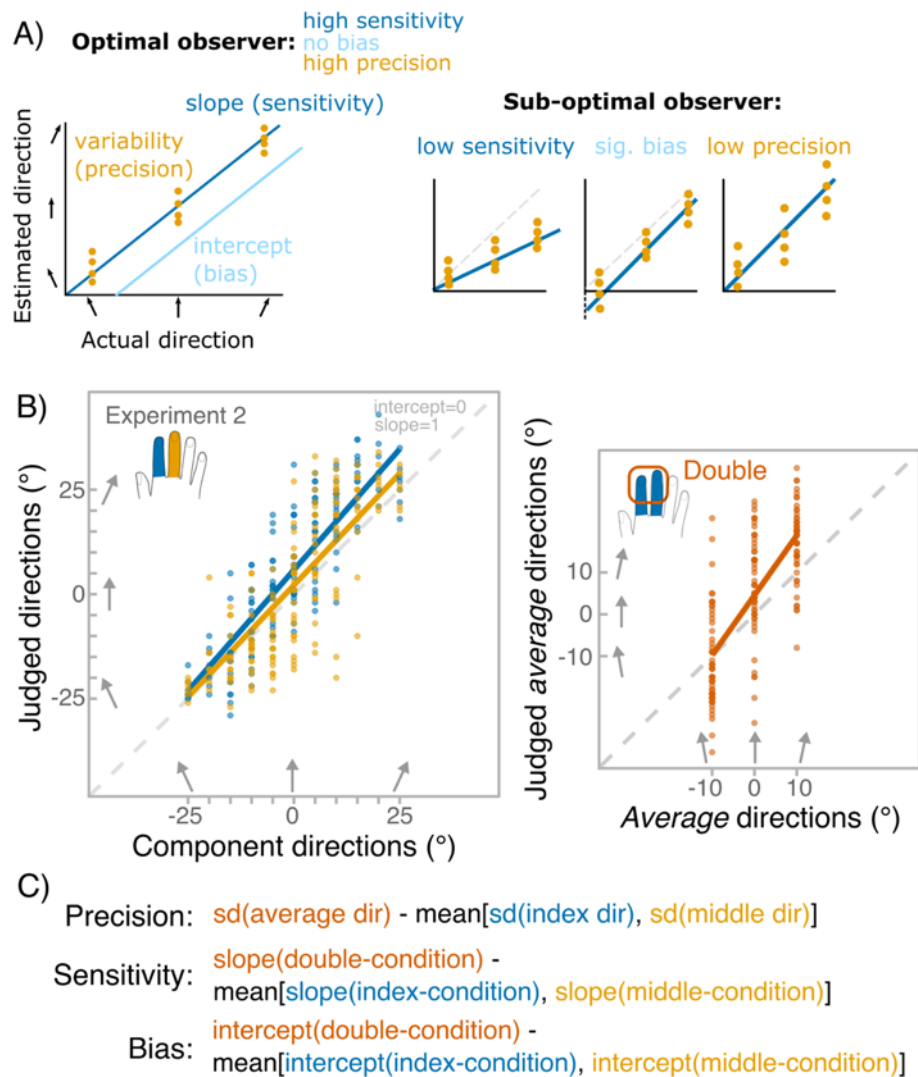 A)
Optimal observer:
high sensitivity
no bias
high precision
slope (sensitivity)
variability
(precision)
intercept
(bias)
Estimated direction
Actual direction
Sub-optimal observer:
low sensitivity
sig. bias
low precision
B)
Experiment 2
intercept=0
slope=1
Judged directions (°)
25
0
-25
-25
0
25
Component directions (°)
Double
Judged average directions
(°)
10
0
-10
-10
0
10
Average directions (°)
C)
Precision: sd(average dir) - mean[sd(index dir), sd(middle dir)]
Sensitivity: slope(double-condition) -
mean[slope(index-condition), slope(middle-condition)]
Bias: intercept(double-condition) -
mean[intercept(index-condition), intercept(middle-condition)]